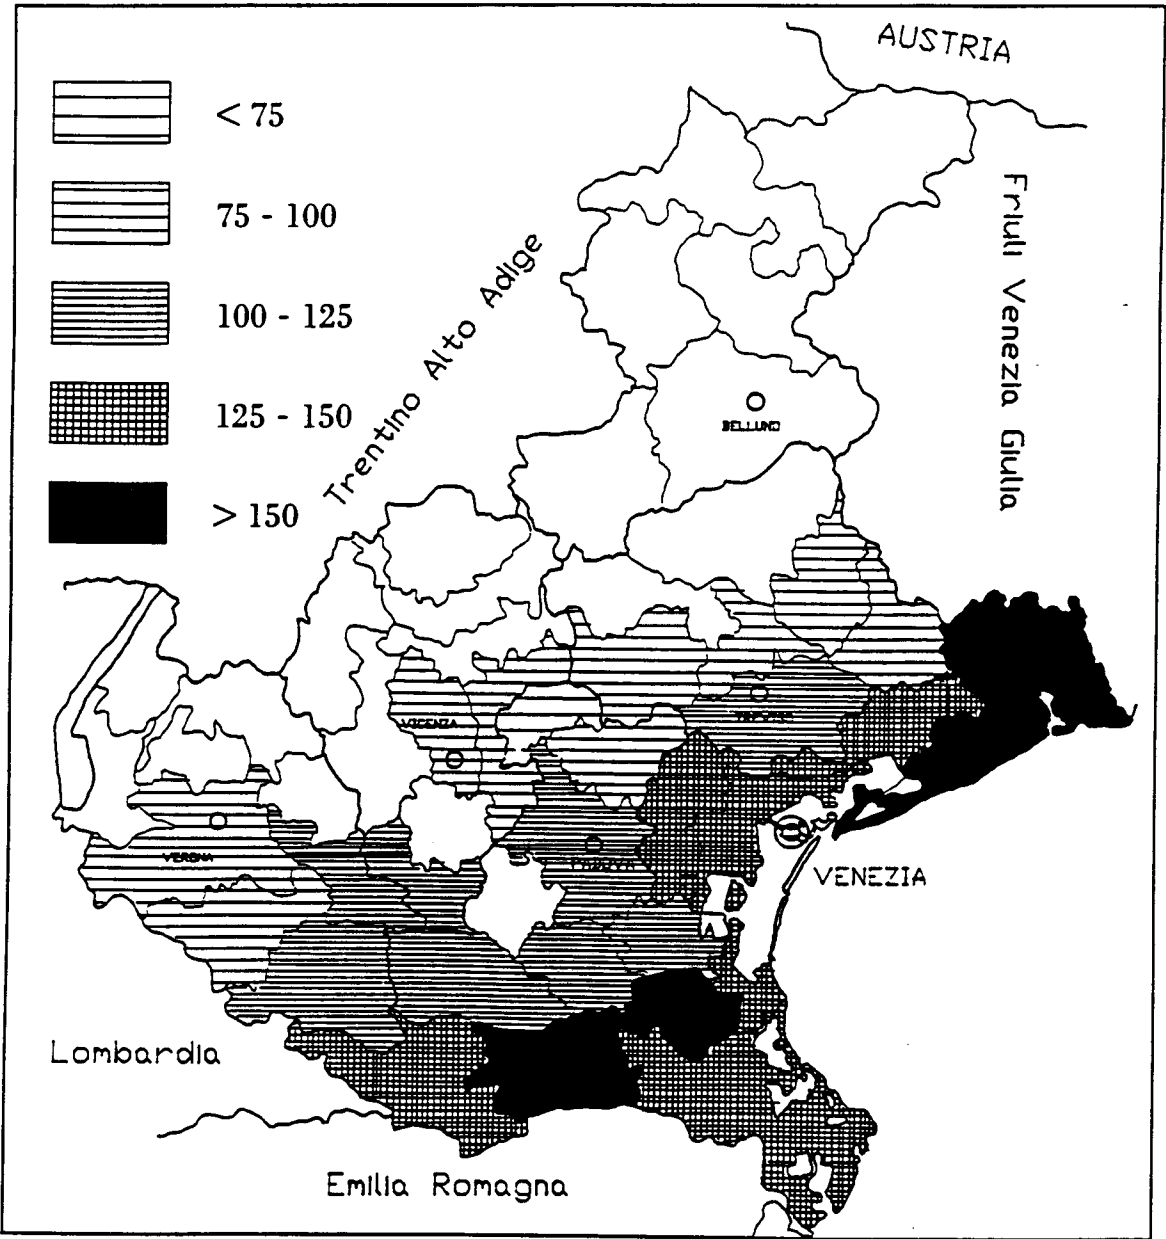 AUSTRIA
< 75
75 - 100
100 - 125
125 - 150
> 150
Trentino Alto Adige
Friuli Venezia Giulia
BELLUNO
TREVISO
VICENZA
VERONA
PADOVA
VENEZIA
Lombardia
Emilia Romagna